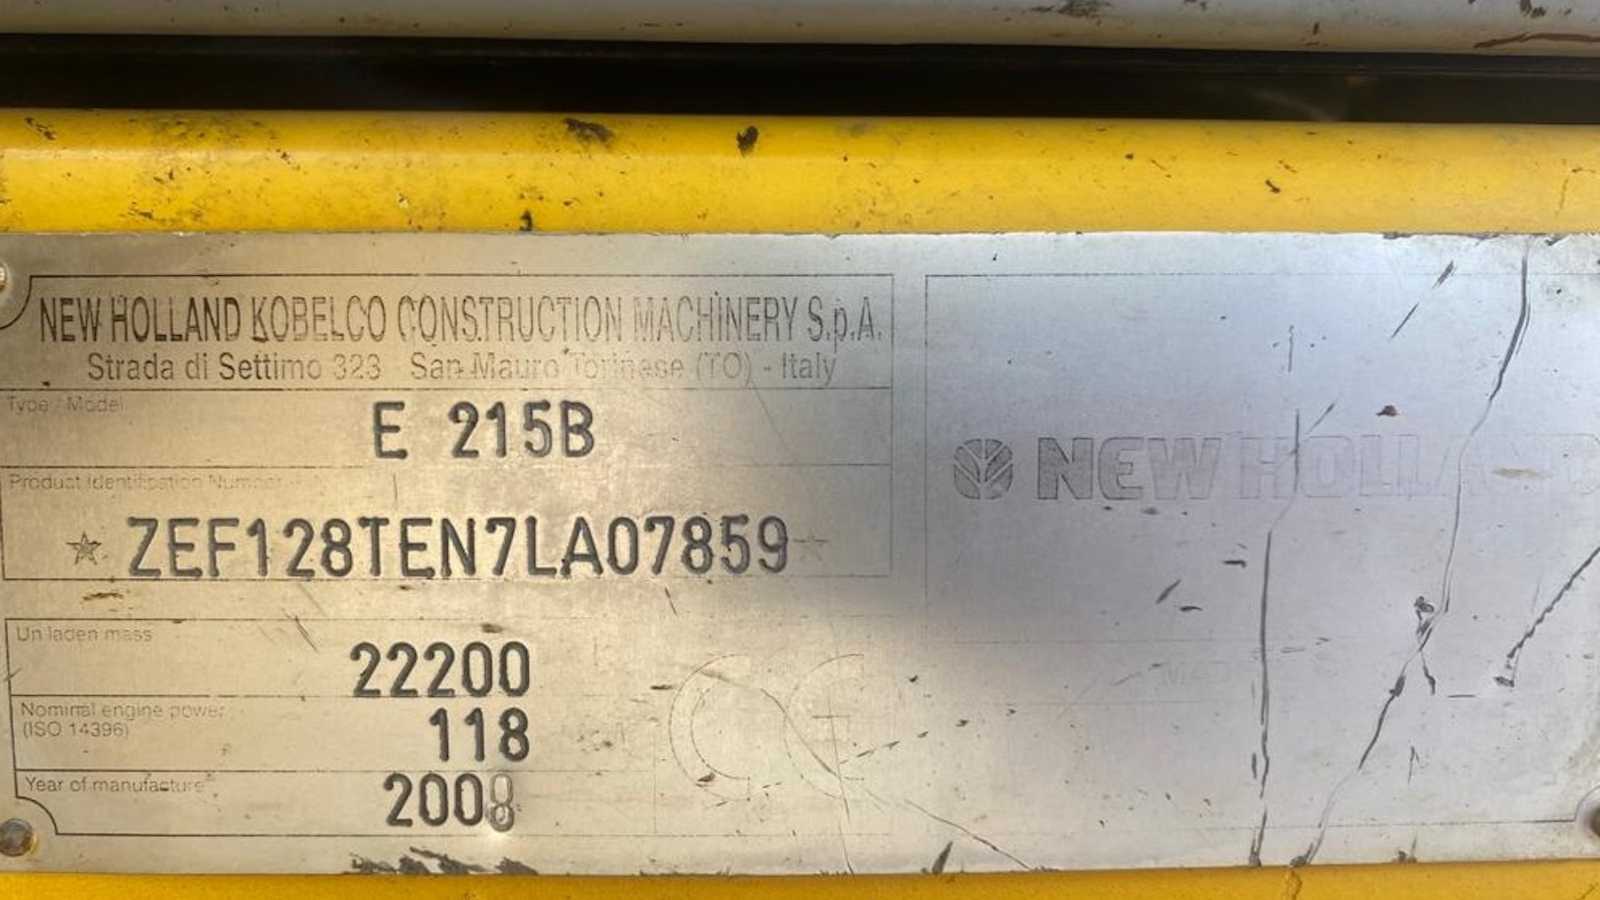 NEW HOLLAND KOBELCO CONSTRUCTION MACHINERY S.p.A.
Strada di Settimo 323 - San Mauro Torinese (TO) - Italy
Type / Model
E 215B
Product Identification Number
ZEF128TEN7LA07859
NEW HOLLAND
Un laden mass
22200
Nominal engine power
(ISO 14396)
118
Year of manufacture
2008
CE